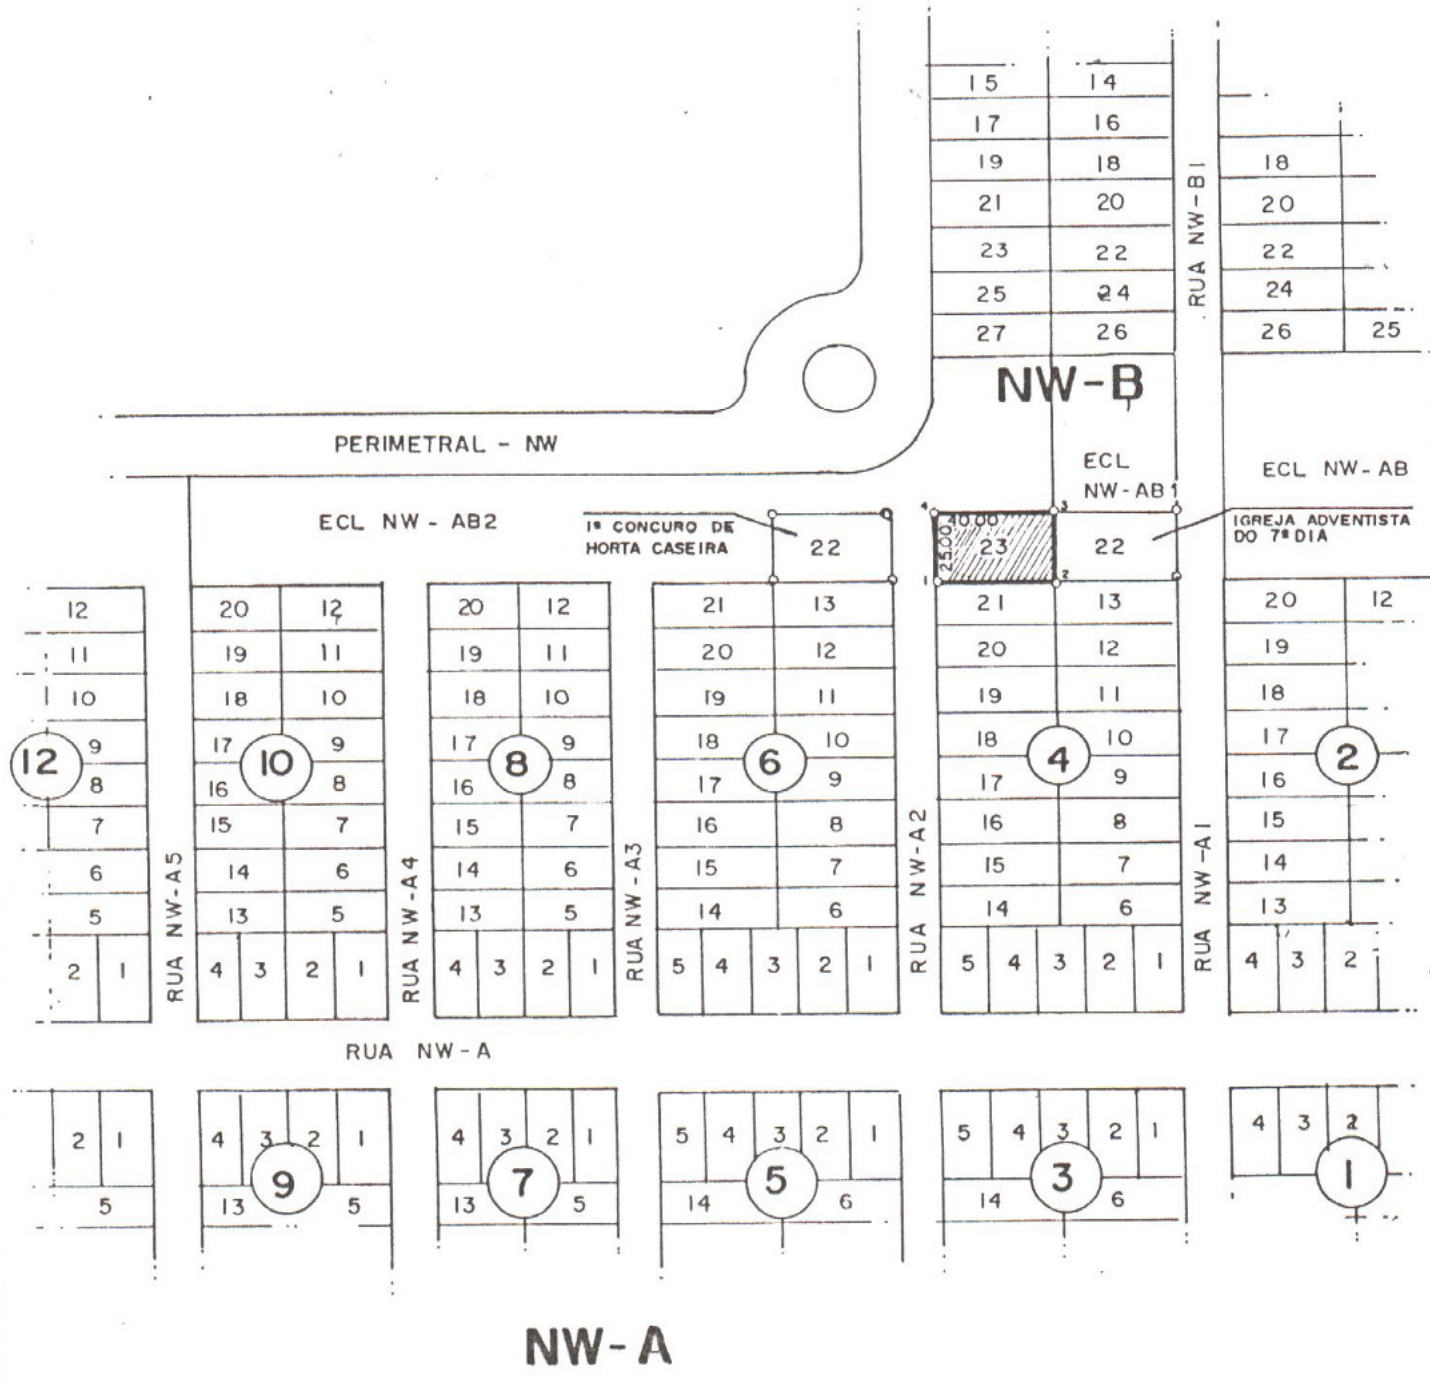 15 14
17 16
19 18 18
21 20 20
23 22 22
25 24 24
27 26 26 25
RUA NW-B1
NW-B
PERIMETRAL - NW
ECL
NW-AB1
ECL NW-AB
ECL NW-AB2
1º CONCURO DE
HORTA CASEIRA
22
4 3
40.00
25.00
23
1 2
22
IGREJA ADVENTISTA
DO 7º DIA
12 20 12 20 12 21 13 21 13 20 12
11 19 11 19 11 20 12 20 12 19
10 18 10 18 10 19 11 19 11 18
9 17 9 17 9 18 10 18 10 17
12 10 8 6 4 2
8 16 8 16 8 17 9 17 9 16
7 15 7 15 7 16 8 16 8 15
6 14 6 14 6 15 7 15 7 14
5 13 5 13 5 14 6 14 6 13
2 1 4 3 2 1 4 3 2 1 5 4 3 2 1 5 4 3 2 1 4 3 2
RUA NW-A5
RUA NW-A4
RUA NW-A3
RUA NW-A2
RUA NW-A1
RUA NW-A
2 1 4 3 2 1 4 3 2 1 5 4 3 2 1 5 4 3 2 1 4 3 2
9 7 5 3 1
5 13 5 13 5 14 6 14 6
NW-A